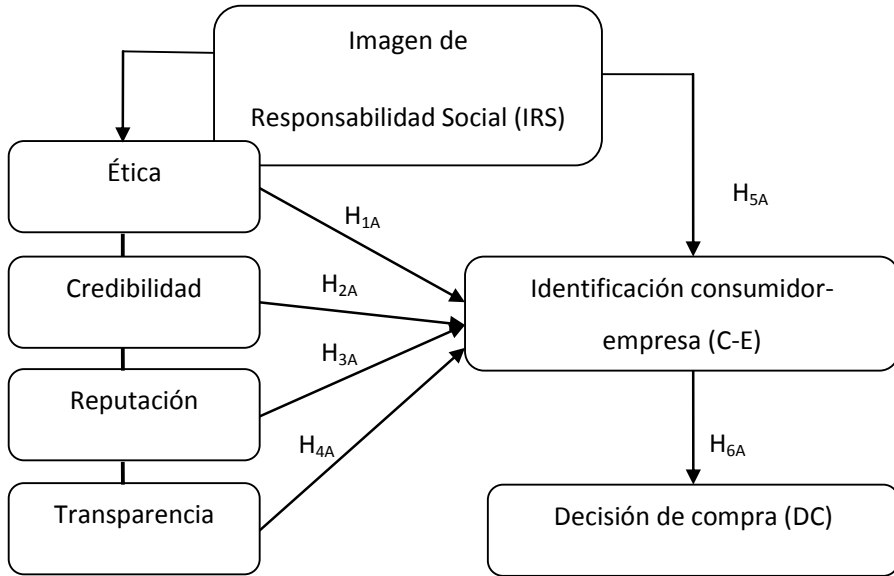 Imagen de
Responsabilidad Social (IRS)
Ética
H1A
H5A
Credibilidad
H2A
Identificación consumidor-
empresa (C-E)
H3A
Reputación
H4A
H6A
Transparencia
Decisión de compra (DC)